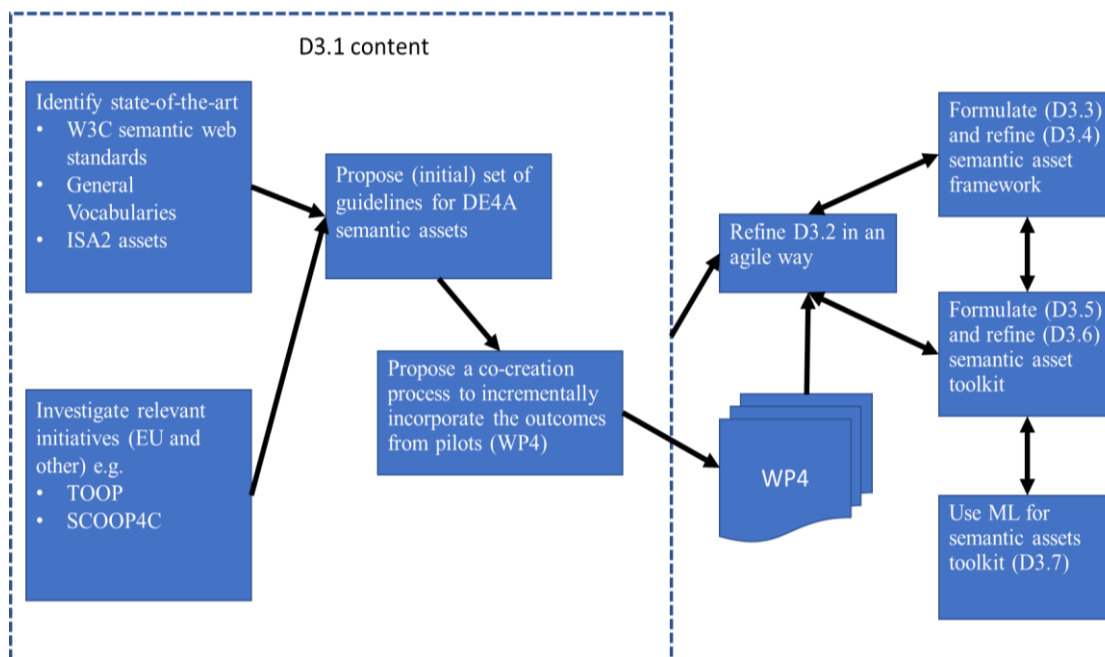 D3.1 content
Identify state-of-the-art
• W3C semantic web
standards
• General
Vocabularies
• ISA2 assets
Investigate relevant
initiatives (EU and
other) e.g.
• TOOP
• SCOOP4C
Propose (initial) set of
guidelines for DE4A
semantic assets
Propose a co-creation
process to incrementally
incorporate the outcomes
from pilots (WP4)
Refine D3.2 in an
agile way
WP4
Formulate (D3.3)
and refine (D3.4)
semantic asset
framework
Formulate (D3.5)
and refine (D3.6)
semantic asset
toolkit
Use ML for
semantic assets
toolkit (D3.7)